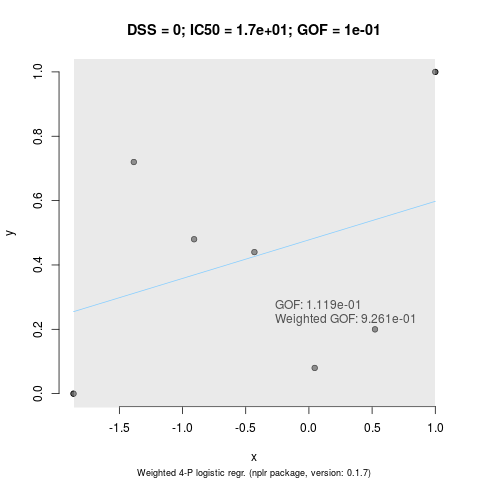 DSS = 0; IC50 = 1.7e+01; GOF = 1e-01
1.0
0.8
0.6
y
0.4
GOF: 1.119e-01
Weighted GOF: 9.261e-01
0.2
0.0
-1.5 -1.0 -0.5 0.0 0.5 1.0
x
Weighted 4-P logistic regr. (nplr package, version: 0.1.7)